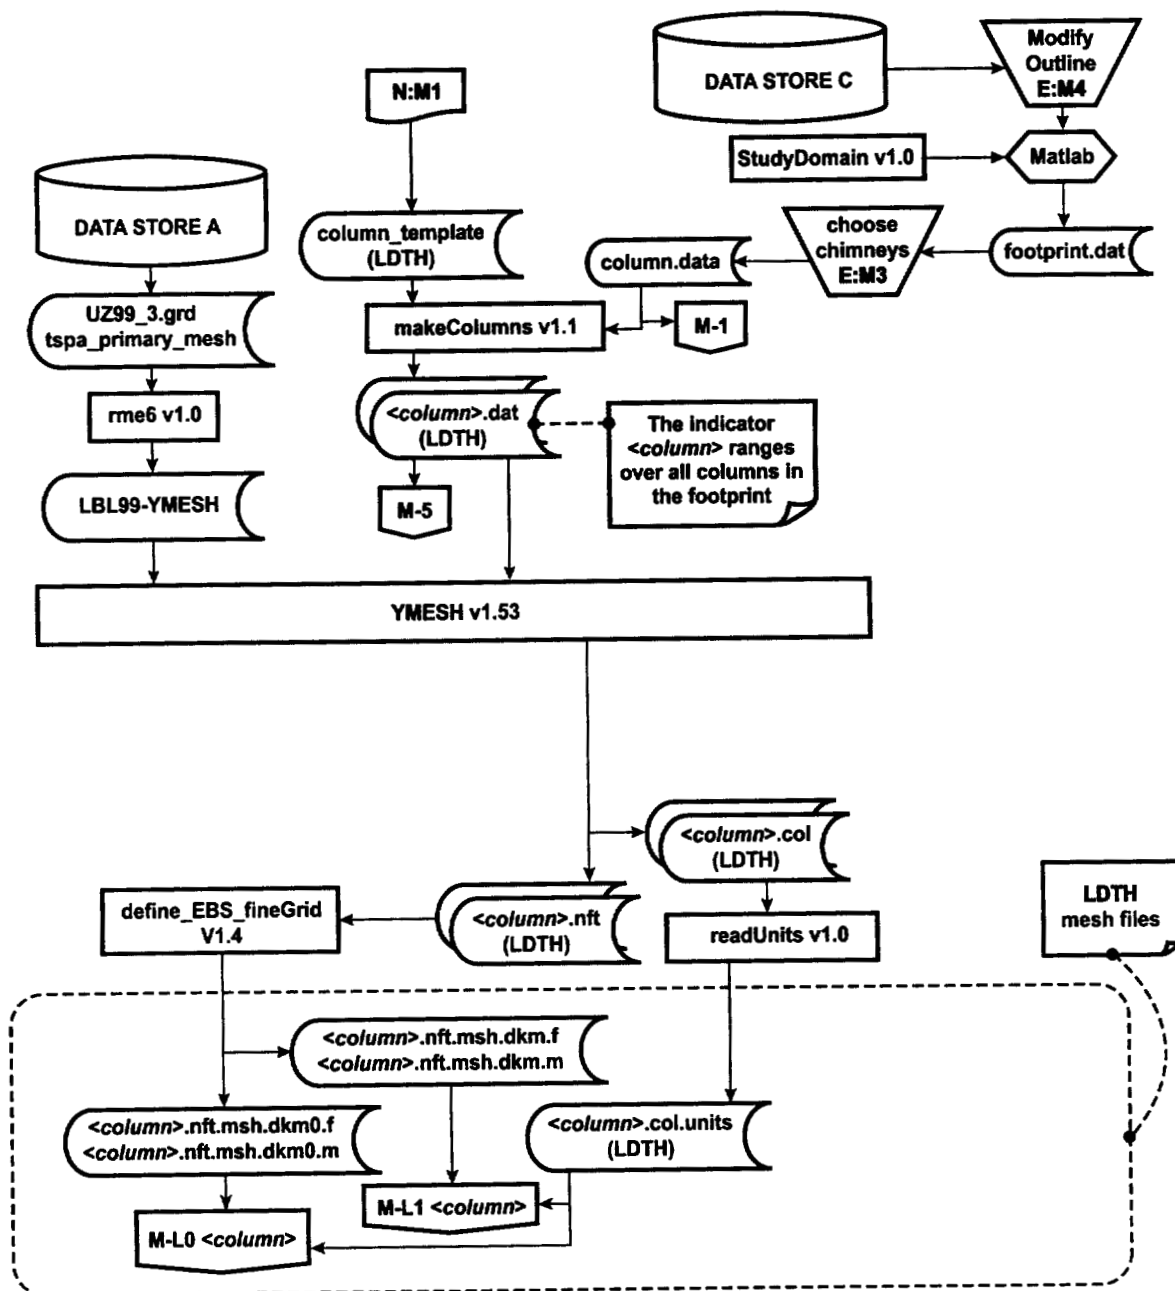 DATA STORE C
Modify
Outline
E:M4
N:M1
StudyDomain v1.0
Matlab
DATA STORE A
column_template
(LDTH)
column.data
choose
chimneys
E:M3
footprint.dat
UZ99_3.grd
tspa_primary_mesh
makeColumns v1.1
M-1
rme6 v1.0
<column>.dat
(LDTH)
The indicator
<column> ranges
over all columns in
the footprint
LBL99-YMESH
M-5
YMESH v1.53
<column>.col
(LDTH)
define_EBS_fineGrid
V1.4
<column>.nft
(LDTH)
readUnits v1.0
LDTH
mesh files
<column>.nft.msh.dkm.f
<column>.nft.msh.dkm.m
<column>.nft.msh.dkm0.f
<column>.nft.msh.dkm0.m
<column>.col.units
(LDTH)
M-L1 <column>
M-L0 <column>